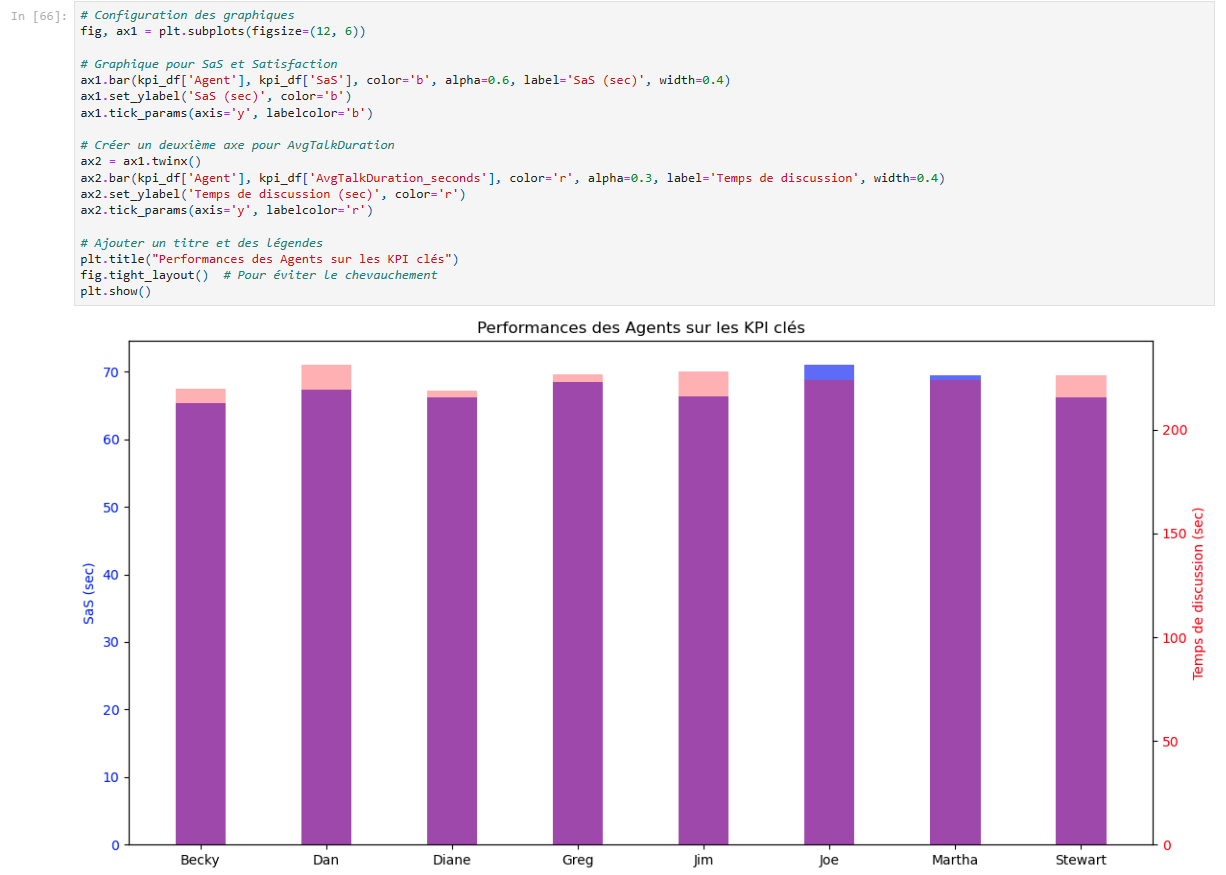 In [66]:
# Configuration des graphiques
fig, ax1 = plt.subplots(figsize=(12, 6))
# Graphique pour SaS et Satisfaction
ax1.bar(kpi_df['Agent'], kpi_df['SaS'], color='b', alpha=0.6, label='SaS (sec)', width=0.4)
ax1.set_ylabel('SaS (sec)', color='b')
ax1.tick_params(axis='y', labelcolor='b')
# Créer un deuxième axe pour AvgTalkDuration
ax2 = ax1.twinx()
ax2.bar(kpi_df['Agent'], kpi_df['AvgTalkDuration_seconds'], color='r', alpha=0.3, label='Temps de discussion', width=0.4)
ax2.set_ylabel('Temps de discussion (sec)', color='r')
ax2.tick_params(axis='y', labelcolor='r')
# Ajouter un titre et des légendes
plt.title("Performances des Agents sur les KPI clés")
fig.tight_layout()  # Pour éviter le chevauchement
plt.show()
Performances des Agents sur les KPI clés
SaS (sec)
70
60
50
40
30
20
10
0
Becky Dan Diane Greg Jim Joe Martha Stewart
200
150
100
50
0
Temps de discussion (sec)